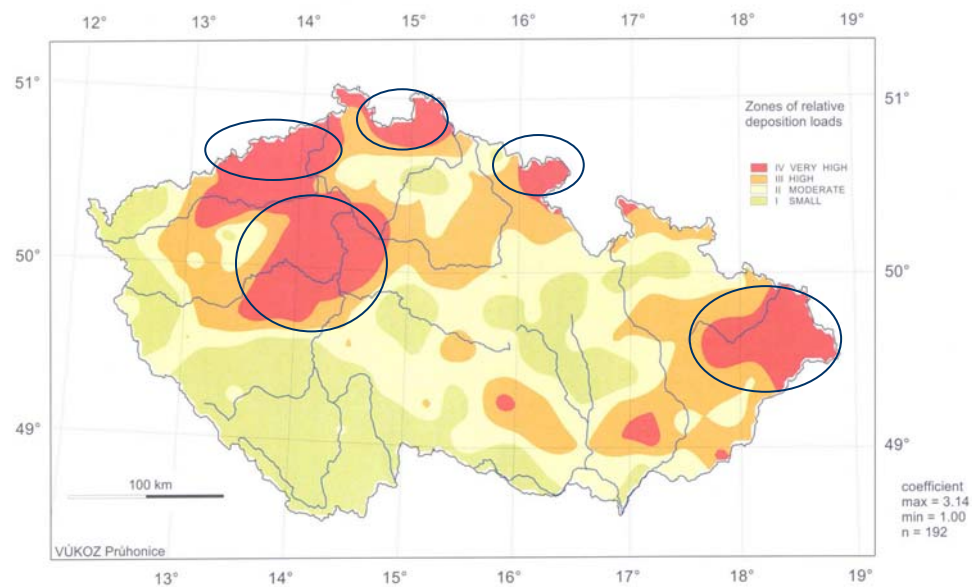 12° 13° 14° 15° 16° 17° 18° 19°
51° 51°
Zones of relative
deposition loads
IV VERY HIGH
III HIGH
II MODERATE
I SMALL
50° 50°
49° 49°
100 km
coefficient
max = 3.14
min = 1.00
n = 192
VÚKOZ Průhonice
13° 14° 15° 16° 17° 18° 19°